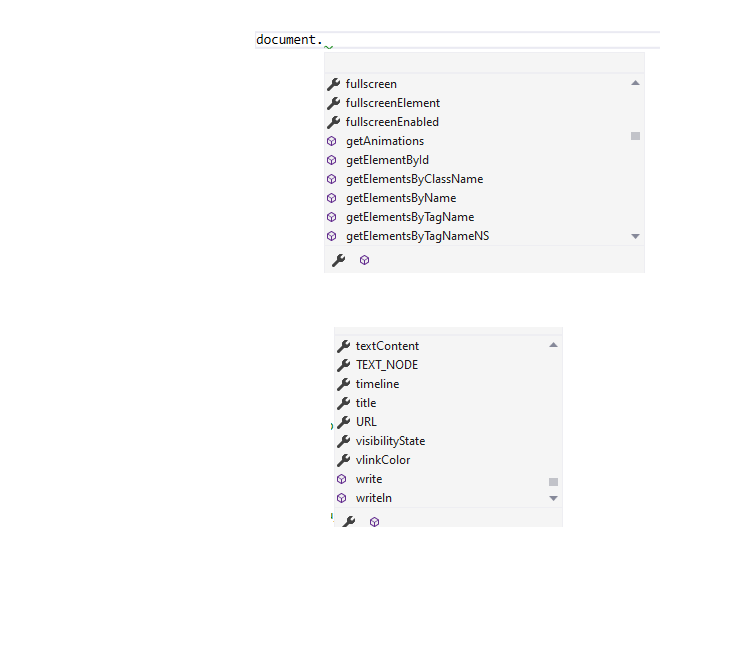 document.
fullscreen
fullscreenElement
fullscreenEnabled
getAnimations
getElementById
getElementsByClassName
getElementsByName
getElementsByTagName
getElementsByTagNameNS
textContent
TEXT_NODE
timeline
title
URL
visibilityState
vlinkColor
write
writeln